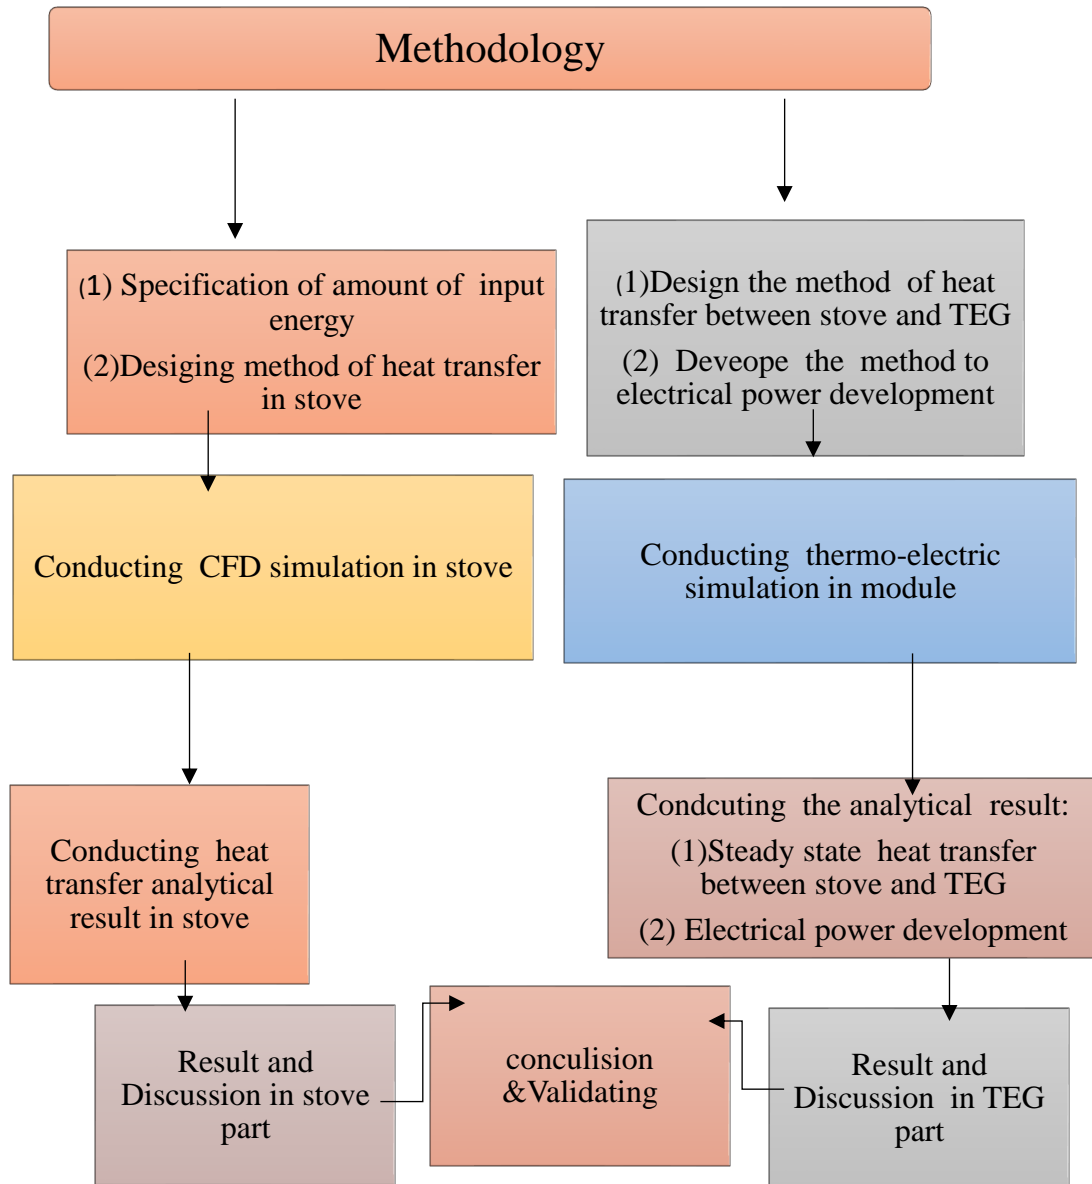 Methodology
(1) Specification of amount of input
energy
(2)Desiging method of heat transfer
in stove
(1)Design the method of heat
transfer between stove and TEG
(2) Deveope the method to
electrical power development
Conducting CFD simulation in stove
Conducting thermo-electric
simulation in module
Conducting heat
transfer analytical
result in stove
Condcuting the analytical result:
(1)Steady state heat transfer
between stove and TEG
(2) Electrical power development
Result and
Discussion in stove
part
conculision
&Validating
Result and
Discussion in TEG
part